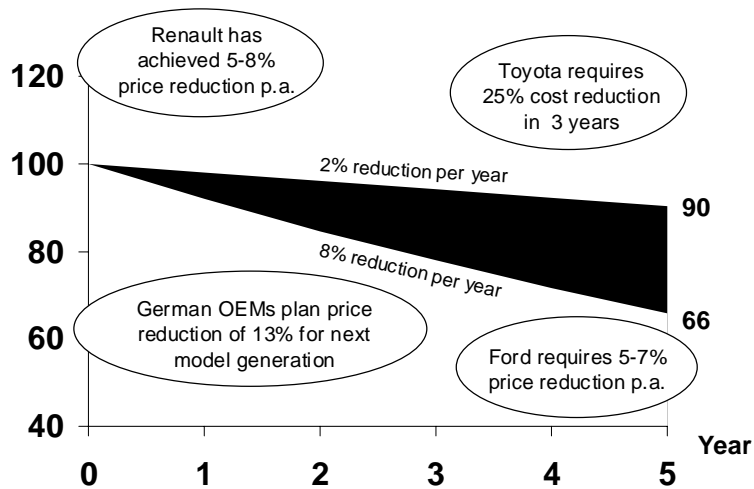 Renault has
achieved 5-8%
price reduction p.a.
Toyota requires
25% cost reduction
in 3 years
120
100
80
60
40
2% reduction per year
8% reduction per year
90
66
German OEMs plan price
reduction of 13% for next
model generation
Ford requires 5-7%
price reduction p.a.
0 1 2 3 4 5
Year